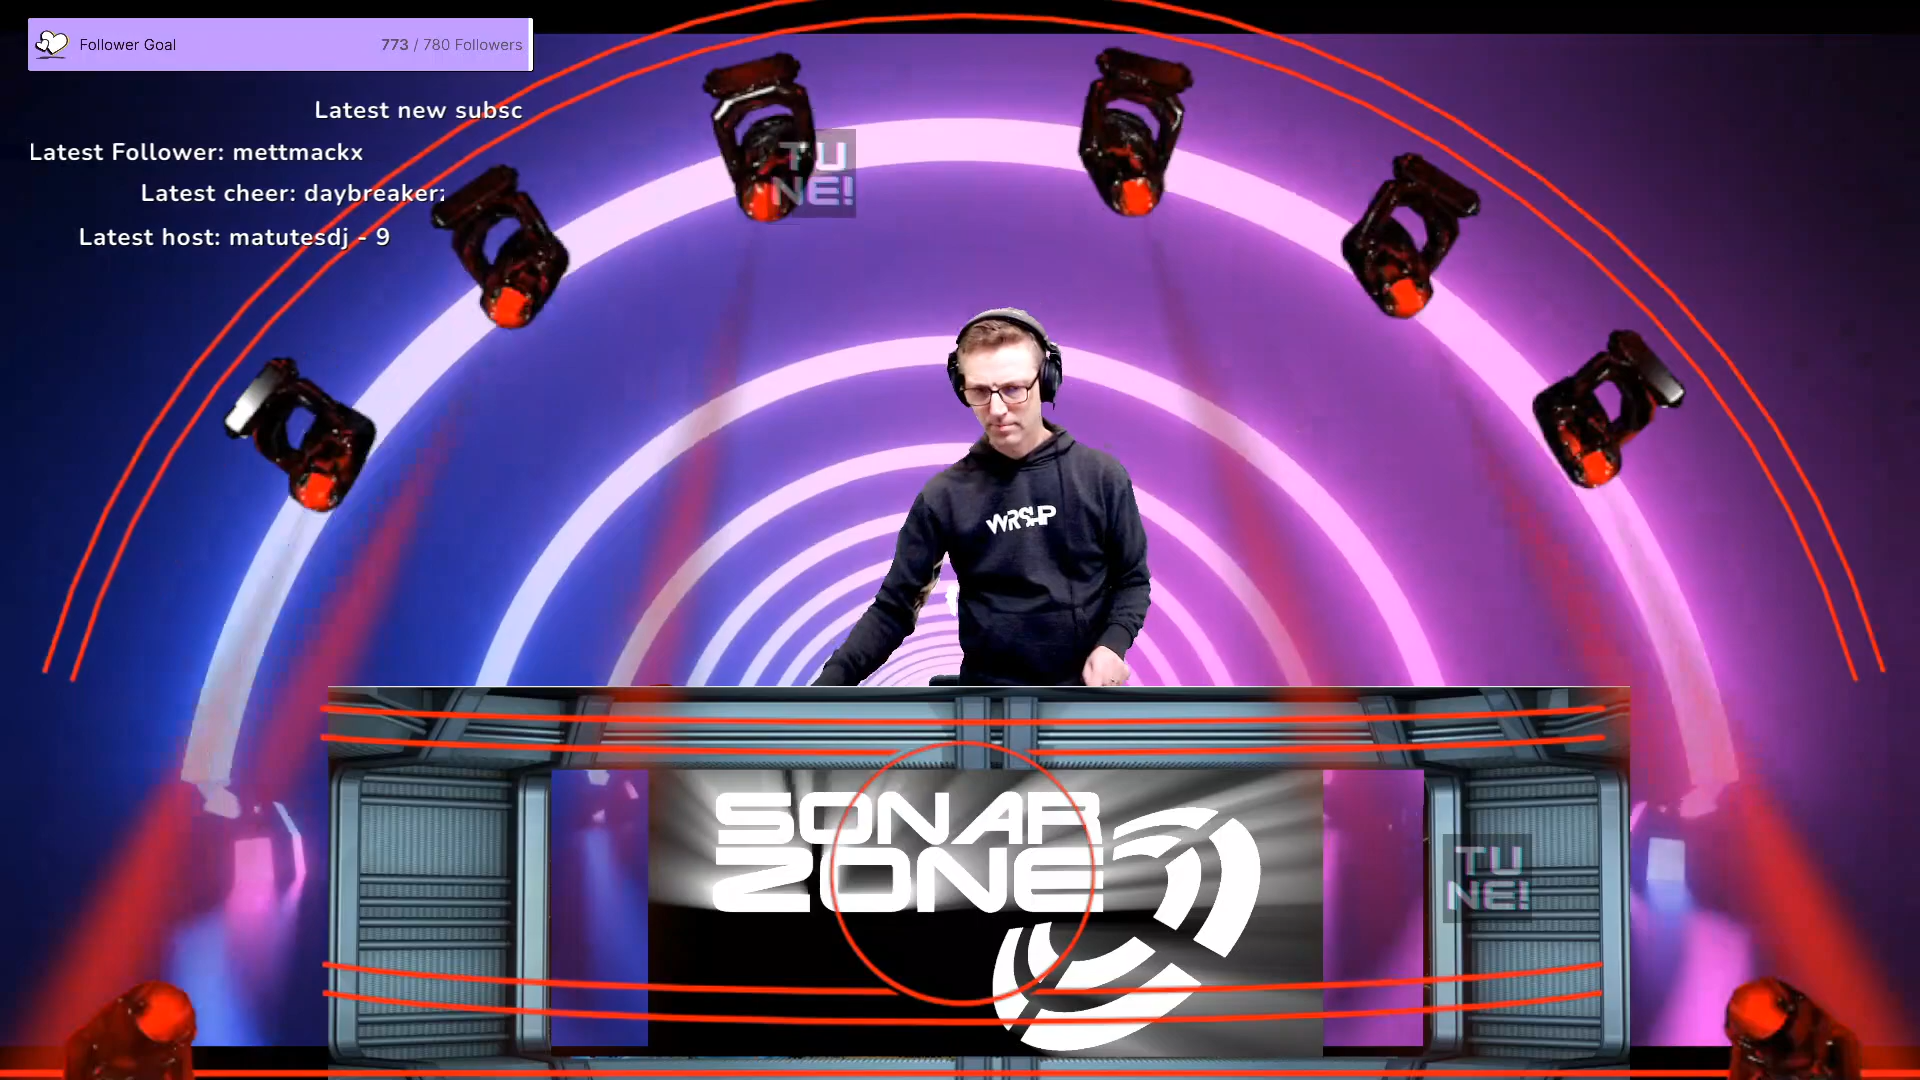 Follower Goal 773 / 780 Followers
Latest new subsc
Latest Follower: mettmackx
Latest cheer: daybreaker
Latest host: matutesdj - 9
TU
NE!
WRSHP
SONAR
ZONE
TU
NE!